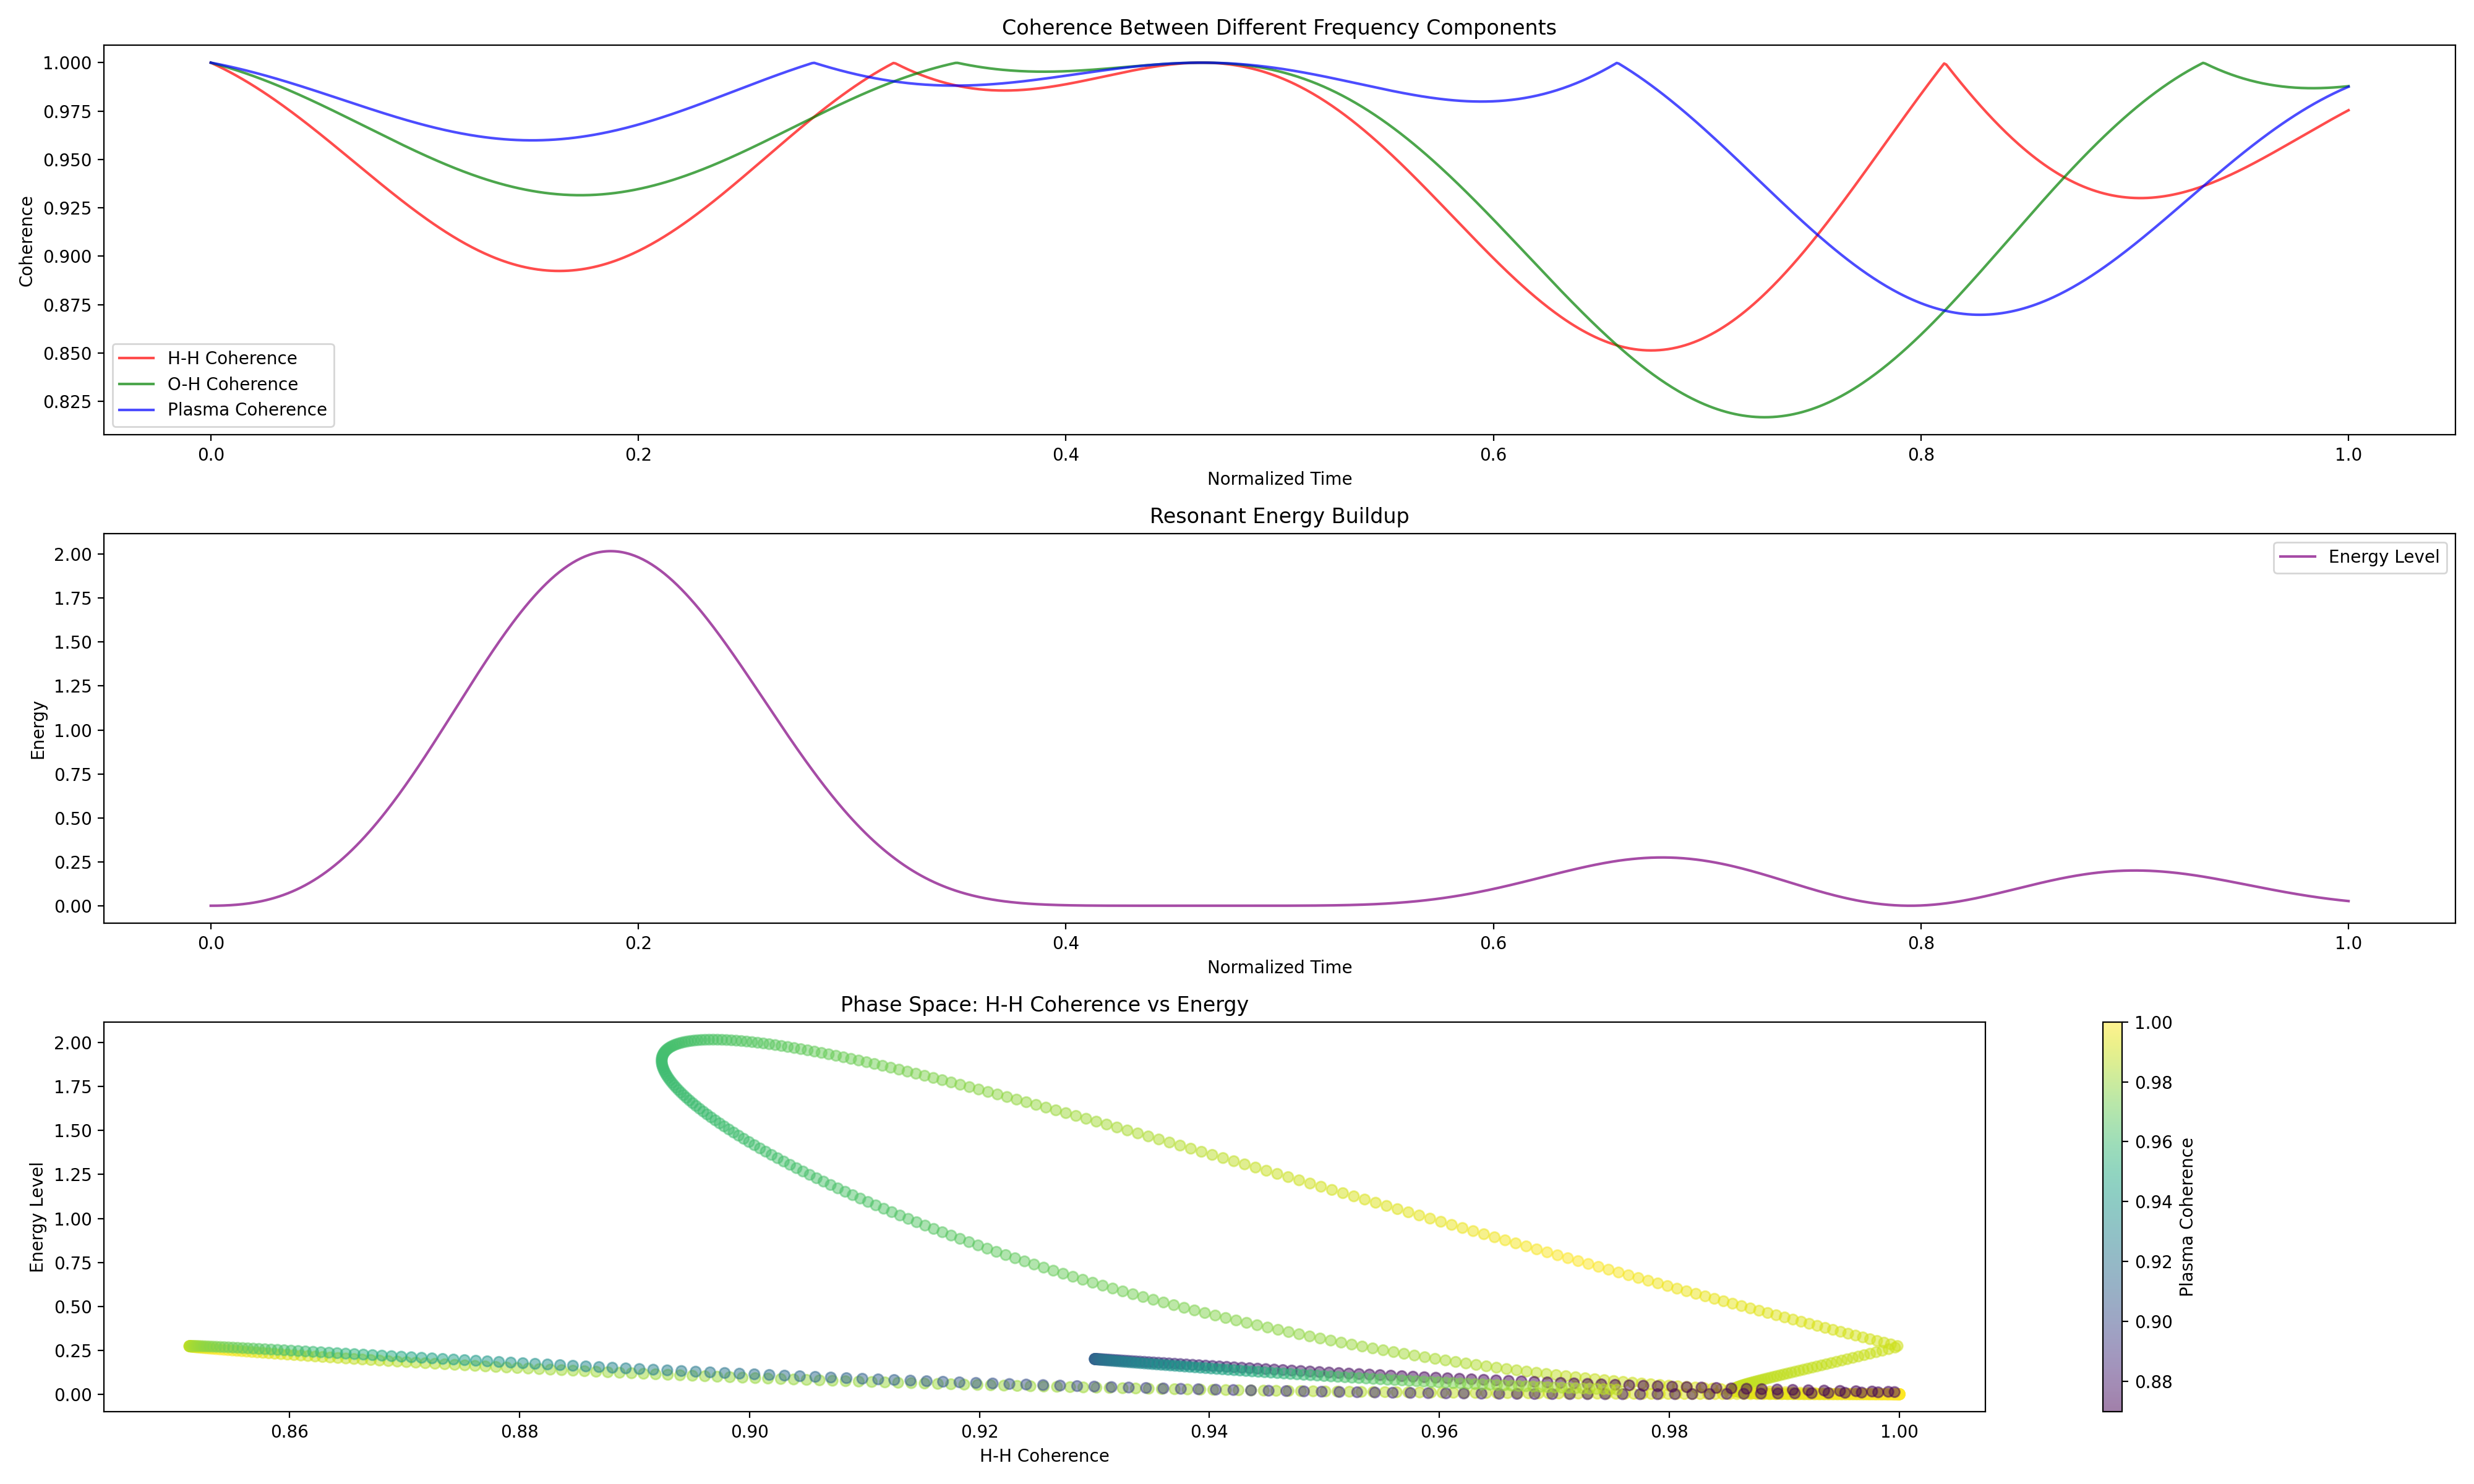 Coherence Between Different Frequency Components
1.000
0.975
0.950
0.925
0.900
0.875
0.850
0.825
Coherence
H-H Coherence
O-H Coherence
Plasma Coherence
0.0 0.2 0.4 0.6 0.8 1.0
Normalized Time
Resonant Energy Buildup
2.00
1.75
1.50
1.25
1.00
0.75
0.50
0.25
0.00
Energy
Energy Level
0.0 0.2 0.4 0.6 0.8 1.0
Normalized Time
Phase Space: H-H Coherence vs Energy
2.00
1.75
1.50
1.25
1.00
0.75
0.50
0.25
0.00
Energy Level
0.86 0.88 0.90 0.92 0.94 0.96 0.98 1.00
H-H Coherence
1.00
0.98
0.96
0.94
0.92
0.90
0.88
Plasma Coherence